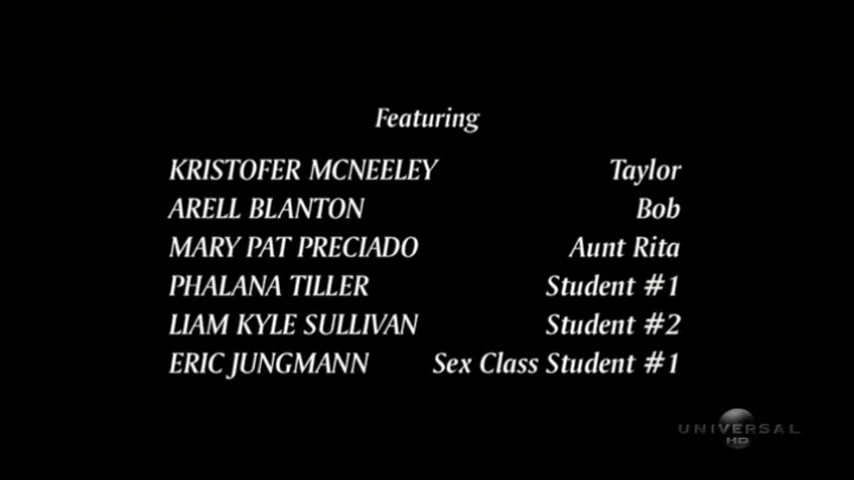 Featuring
KRISTOFER MCNEELEY Taylor
ARELL BLANTON Bob
MARY PAT PRECIADO Aunt Rita
PHALANA TILLER Student #1
LIAM KYLE SULLIVAN Student #2
ERIC JUNGMANN Sex Class Student #1
UNIVERSAL
HD